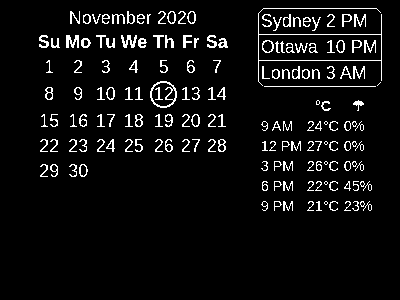 November 2020
Su Mo Tu We Th Fr Sa
1 2 3 4 5 6 7
8 9 10 11 12 13 14
15 16 17 18 19 20 21
22 23 24 25 26 27 28
29 30
Sydney 2 PM
Ottawa 10 PM
London 3 AM
°C ☂
9 AM 24°C 0%
12 PM 27°C 0%
3 PM 26°C 0%
6 PM 22°C 45%
9 PM 21°C 23%